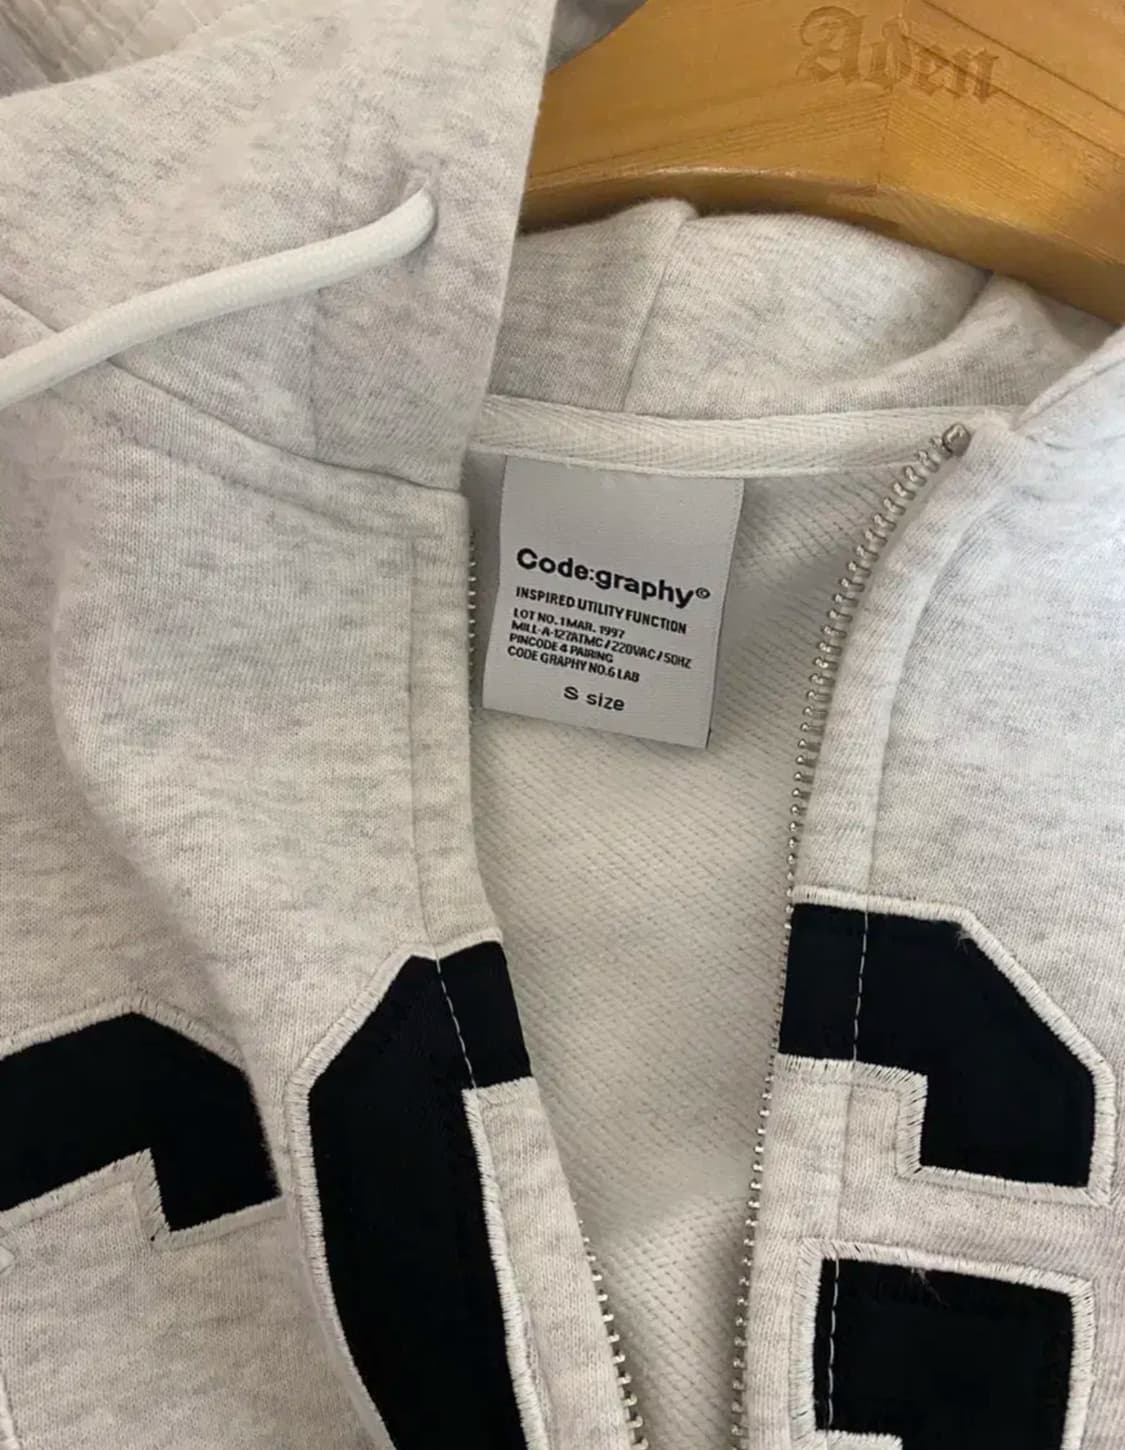 Aden
Code:graphy©
INSPIRED UTILITY FUNCTION
LOT NO. 1 MAR. 1997
MILL-A-127ATMC / 220VAC / 50HZ
PINCODE 4 PAIRING
CODE GRAPHY NO.6 LAB
S size